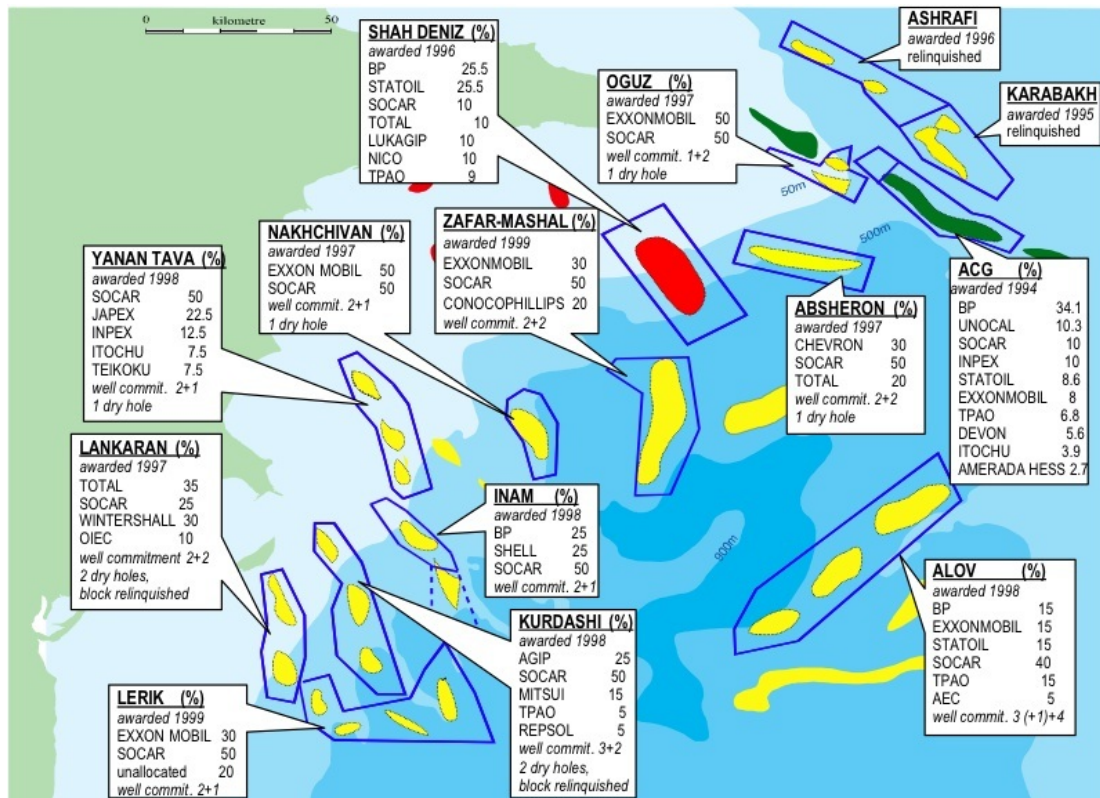 0 50
kilometre
SHAH DENIZ (%)
awarded 1996
BP 25.5
STATOIL 25.5
SOCAR 10
TOTAL 10
LUKAGIP 10
NICO 10
TPAO 9
OGUZ (%)
awarded 1997
EXXONMOBIL 50
SOCAR 50
well commit. 1+2
1 dry hole
ASHRAFI
awarded 1996
relinquished
KARABAKH
awarded 1995
relinquished
50m
500m
900m
YANAN TAVA (%)
awarded 1998
SOCAR 50
JAPEX 22.5
INPEX 12.5
ITOCHU 7.5
TEIKOKU 7.5
well commit. 2+1
1 dry hole
NAKHCHIVAN (%)
awarded 1997
EXXON MOBIL 50
SOCAR 50
well commit. 2+1
1 dry hole
ZAFAR-MASHAL (%)
awarded 1999
EXXONMOBIL 30
SOCAR 50
CONOCOPHILLIPS 20
well commit. 2+2
ABSHERON (%)
awarded 1997
CHEVRON 30
SOCAR 50
TOTAL 20
well commit. 2+2
1 dry hole
ACG (%)
awarded 1994
BP 34.1
UNOCAL 10.3
SOCAR 10
INPEX 10
STATOIL 8.6
EXXONMOBIL 8
TPAO 6.8
DEVON 5.6
ITOCHU 3.9
AMERADA HESS 2.7
LANKARAN (%)
awarded 1997
TOTAL 35
SOCAR 25
WINTERSHALL 30
OIEC 10
well commitment 2+2
2 dry holes,
block relinquished
INAM (%)
awarded 1998
BP 25
SHELL 25
SOCAR 50
well commit. 2+1
KURDASHI (%)
awarded 1998
AGIP 25
SOCAR 50
MITSUI 15
TPAO 5
REPSOL 5
well commit. 3+2
2 dry holes,
block relinquished
ALOV (%)
awarded 1998
BP 15
EXXONMOBIL 15
STATOIL 15
SOCAR 40
TPAO 15
AEC 5
well commit. 3 (+1)+4
LERIK (%)
awarded 1999
EXXON MOBIL 30
SOCAR 50
unallocated 20
well commit. 2+1